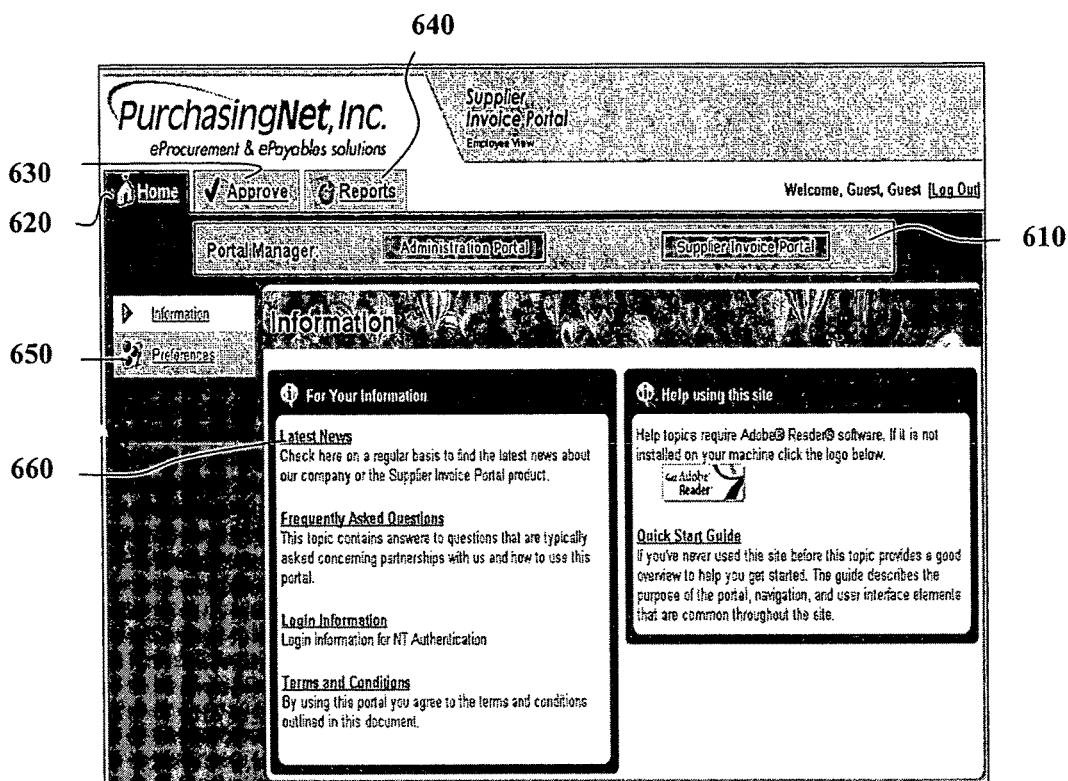 640
PurchasingNet, Inc.
eProcurement & ePayables solutions
Supplier
Invoice Portal
Employee View
630
620
Home
Approve
Reports
Welcome, Guest, Guest [Log Out]
610
Portal Manager:
Administration Portal
Supplier Invoice Portal
Information
Preferences
650
Information
For Your Information
Latest News
Check here on a regular basis to find the latest news about
our company or the Supplier Invoice Portal product.
660
Frequently Asked Questions
This topic contains answers to questions that are typically
asked concerning partnerships with us and how to use this
portal.
Login Information
Login information for NT Authentication
Terms and Conditions
By using this portal you agree to the terms and conditions
outlined in this document.
Help using this site
Help topics require Adobe® Reader® software. If it is not
installed on your machine click the logo below.
Get Adobe
Reader
Quick Start Guide
If you've never used this site before this topic provides a good
overview to help you get started. The guide describes the
purpose of the portal, navigation, and user interface elements
that are common throughout the site.